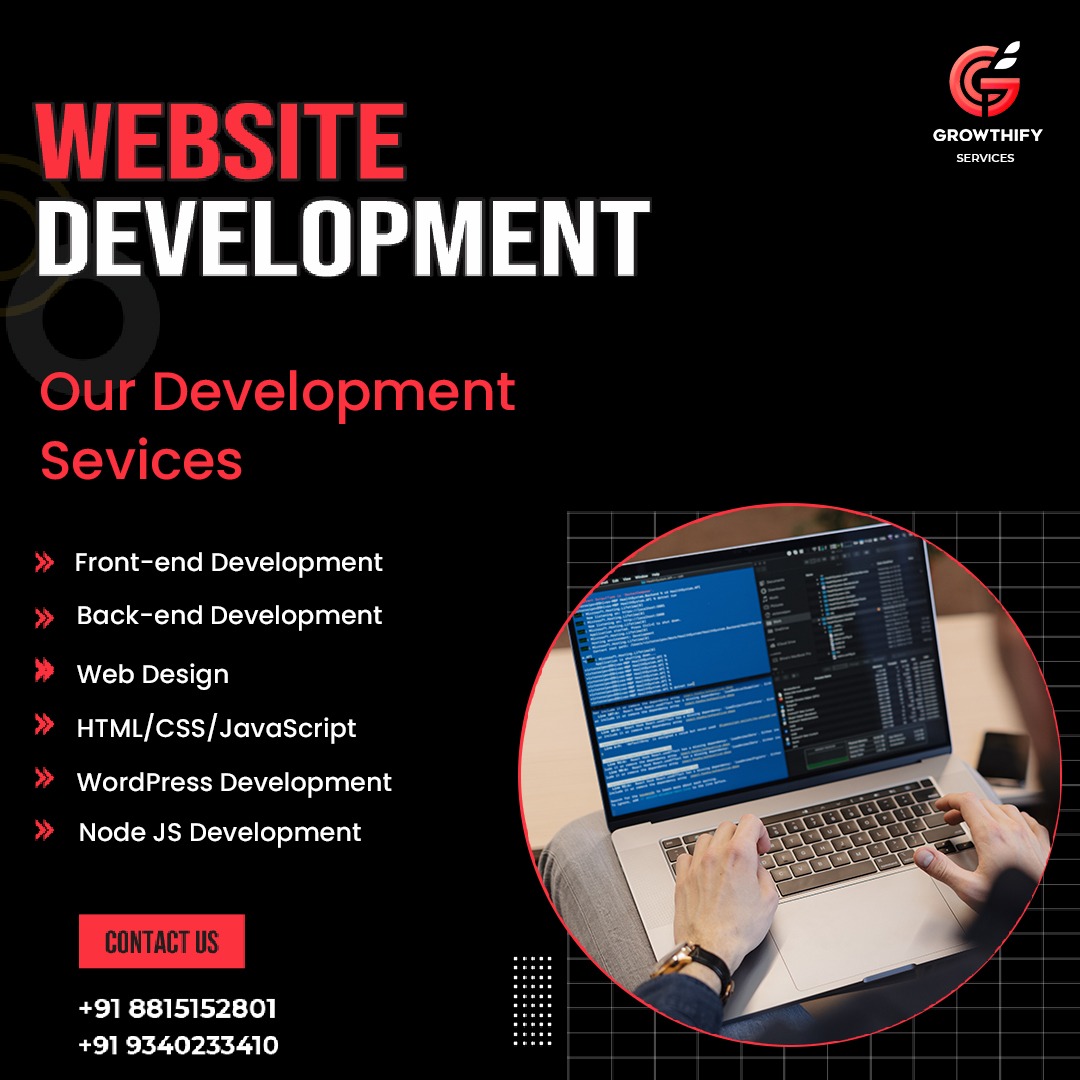 GROWTHIFY
SERVICES
WEBSITE
DEVELOPMENT
Our Development
Sevices
Front-end Development
Back-end Development
Web Design
HTML/CSS/JavaScript
WordPress Development
Node JS Development
CONTACT US
+91 8815152801
+91 9340233410